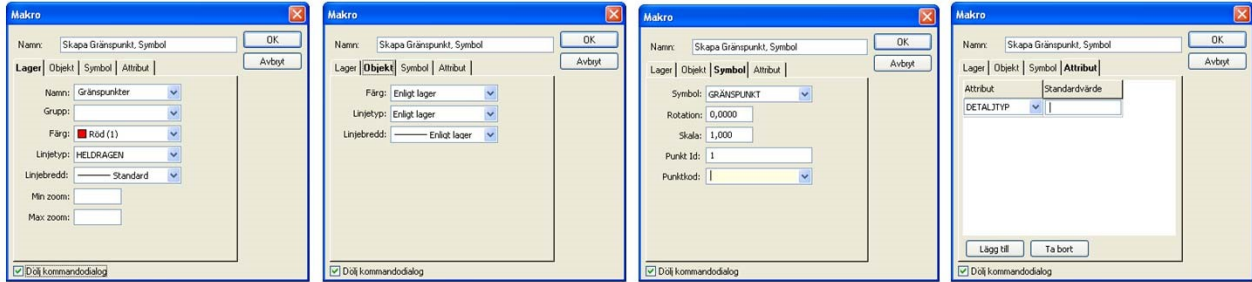 Makro
Namn: Skapa Gränspunkt, Symbol OK
Avbryt
Lager Objekt Symbol Attribut
Namn: Gränspunkter
Grupp:
Färg: Röd (1)
Linjetyp: HELDRAGEN
Linjebredd: Standard
Min zoom:
Max zoom:
Dölj kommandodialog
Makro
Namn: Skapa Gränspunkt, Symbol OK
Avbryt
Lager Objekt Symbol Attribut
Färg: Enligt lager
Linjetyp: Enligt lager
Linjebredd: Enligt lager
Dölj kommandodialog
Makro
Namn: Skapa Gränspunkt, Symbol OK
Avbryt
Lager Objekt Symbol Attribut
Symbol: GRÄNSPUNKT
Rotation: 0,0000
Skala: 1,000
Punkt Id: 1
Punktkod:
Dölj kommandodialog
Makro
Namn: Skapa Gränspunkt, Symbol OK
Avbryt
Lager Objekt Symbol Attribut
Attribut Standardvärde
DETALJTYP
Lägg till Ta bort
Dölj kommandodialog